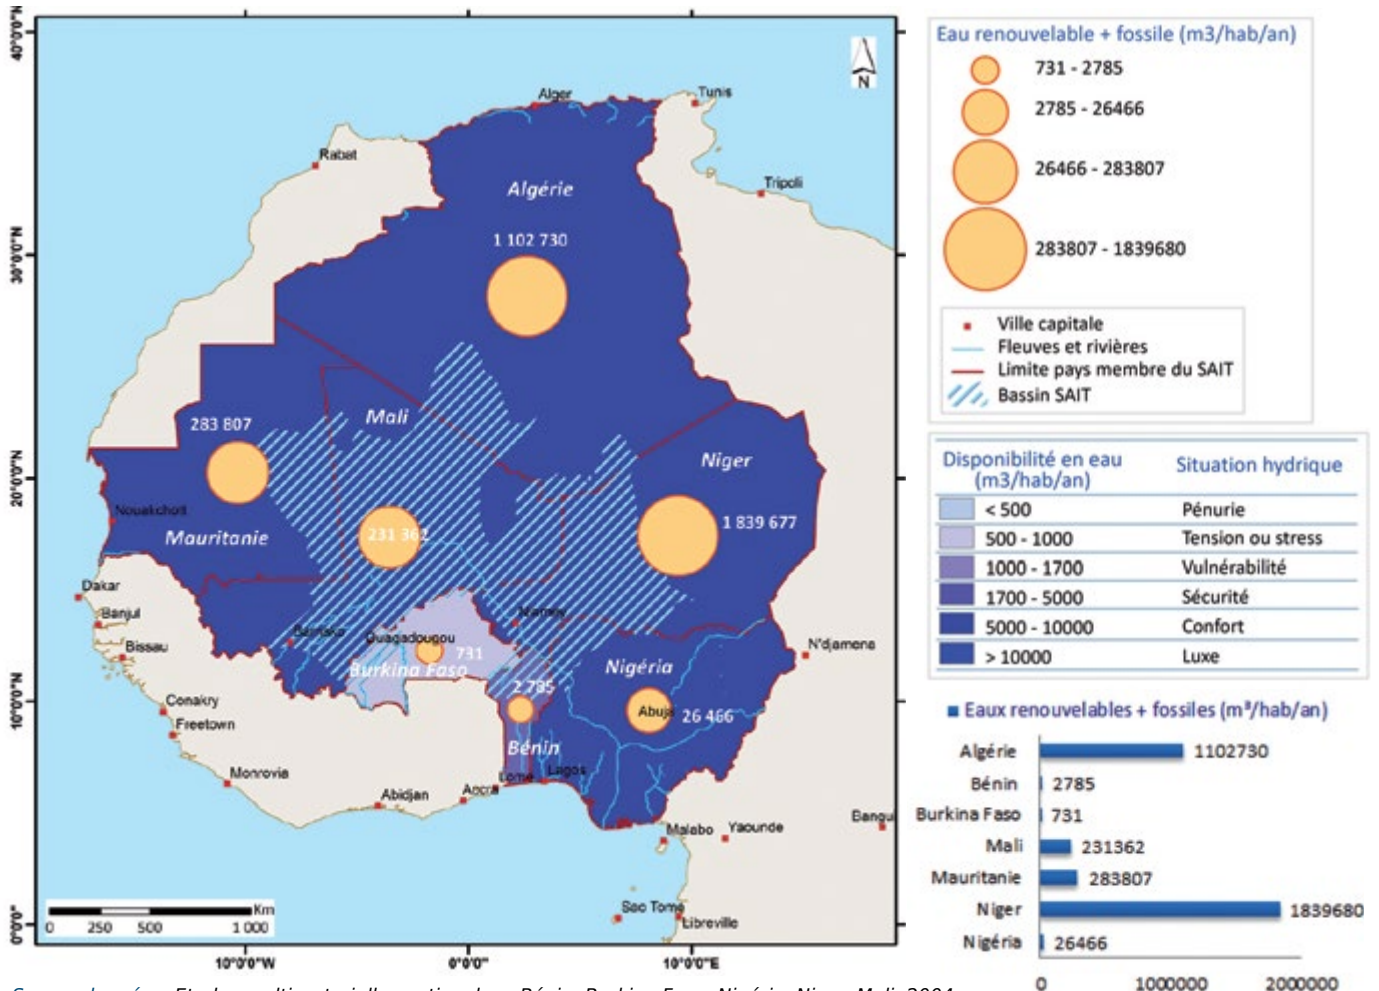 40°0'0"N
30°0'0"N
20°0'0"N
10°0'0"N
0°0'0"
10°0'0"W
0°0'0"E
10°0'0"E
N
Alger
Tunis
Rabat
Tripoli
Algérie
1 102 730
Mali
283 807
Niger
Nouakchott
231 362
1 839 677
Mauritanie
Dakar
Banjul
Niamey
Bamako
Ouagadougou
Bissau
731
N'djamena
Burkina Faso
Nigéria
2 785
Conakry
Abuja
26 466
Freetown
Bénin
Monrovia
Lomé
Lagos
Abidjan
Accra
Malabo
Yaounde
Bangui
Sao Tome
Libreville
Km
0 250 500 1 000
Eau renouvelable + fossile (m3/hab/an)
731 - 2785
2785 - 26466
26466 - 283807
283807 - 1839680
Ville capitale
Fleuves et rivières
Limite pays membre du SAIT
Bassin SAIT
Disponibilité en eau (m3/hab/an) Situation hydrique
< 500 Pénurie
500 - 1000 Tension ou stress
1000 - 1700 Vulnérabilité
1700 - 5000 Sécurité
5000 - 10000 Confort
> 10000 Luxe
Eaux renouvelables + fossiles (m³/hab/an)
Algérie 1102730
Bénin 2785
Burkina Faso 731
Mali 231362
Mauritanie 283807
Niger 1839680
Nigéria 26466
0 1000000 2000000